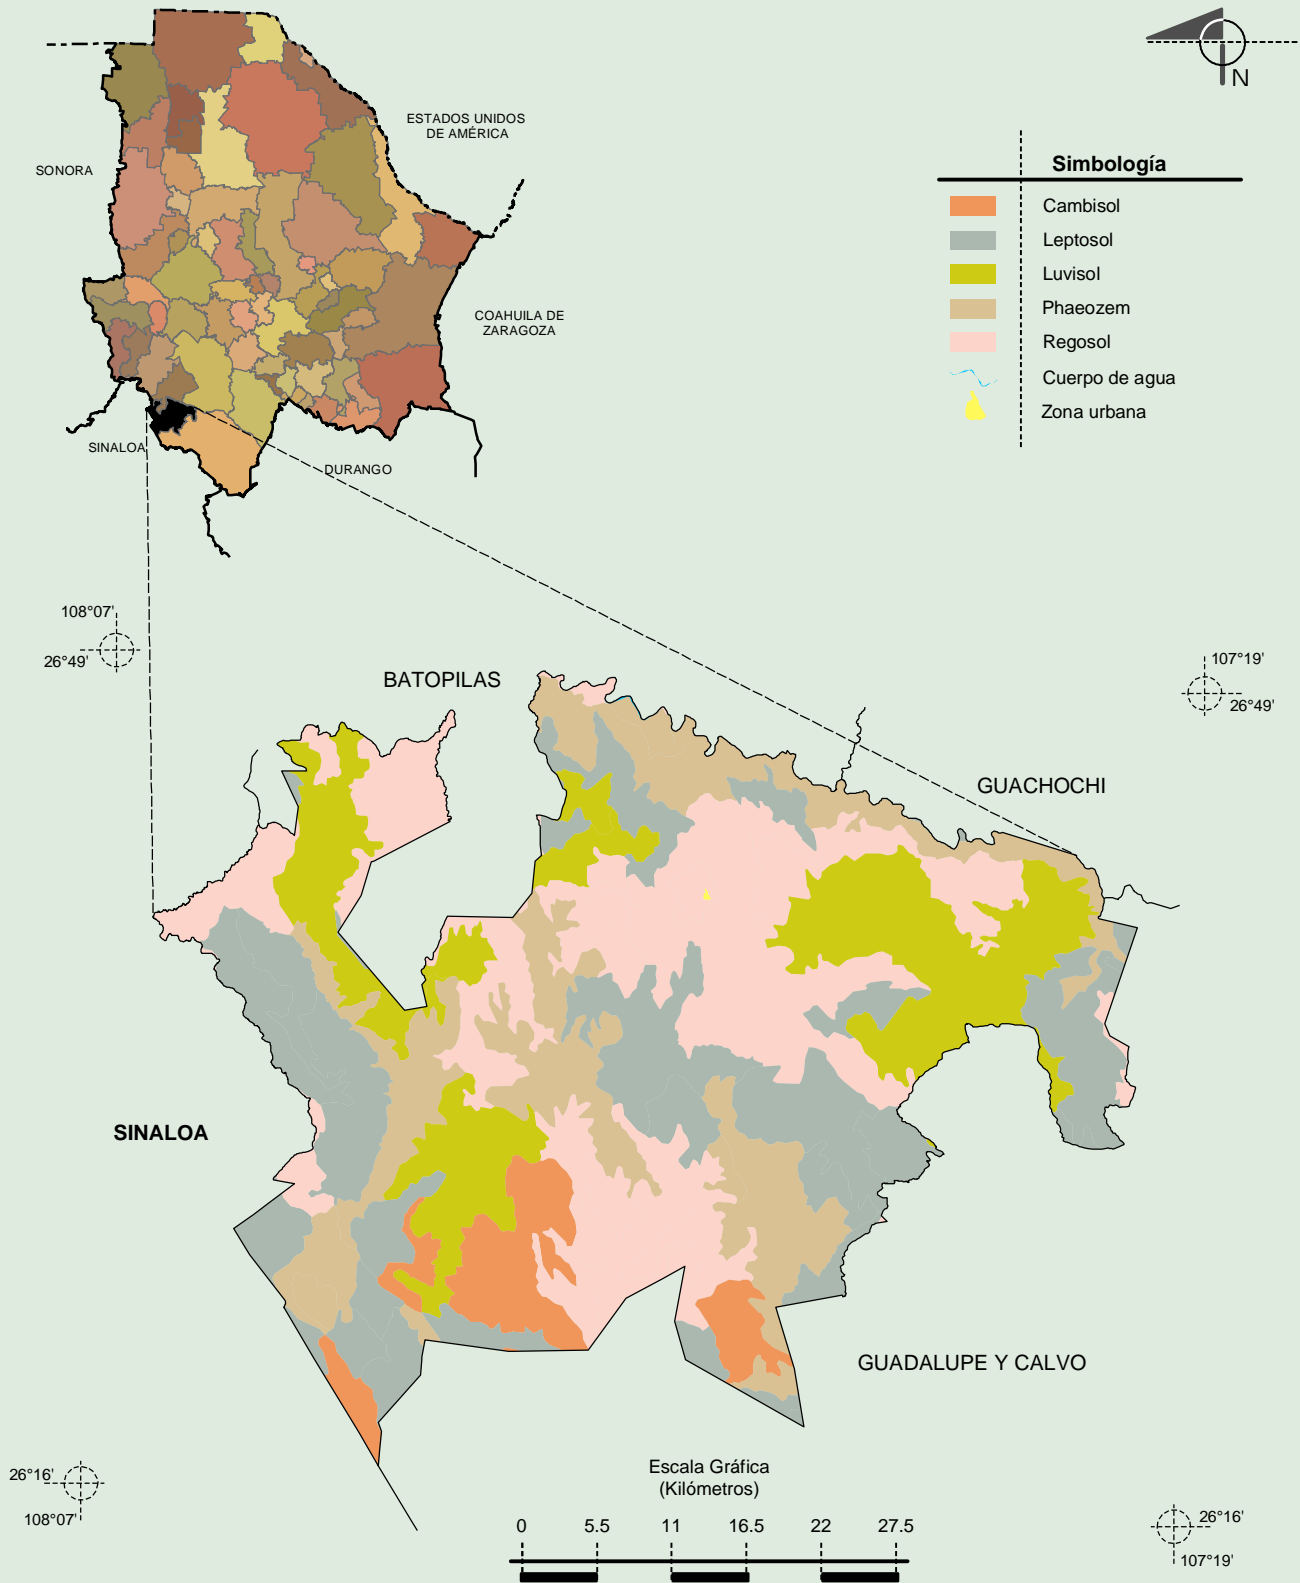 N
ESTADOS UNIDOS
DE AMÉRICA
SONORA
Simbología
Cambisol
Leptosol
Luvisol
Phaeozem
Regosol
Cuerpo de agua
Zona urbana
COAHUILA DE
ZARAGOZA
SINALOA
DURANGO
108°07'
26°49'
107°19'
26°49'
BATOPILAS
GUACHOCHI
SINALOA
GUADALUPE Y CALVO
26°16'
108°07'
Escala Gráfica
(Kilómetros)
0 5.5 11 16.5 22 27.5
26°16'
107°19'